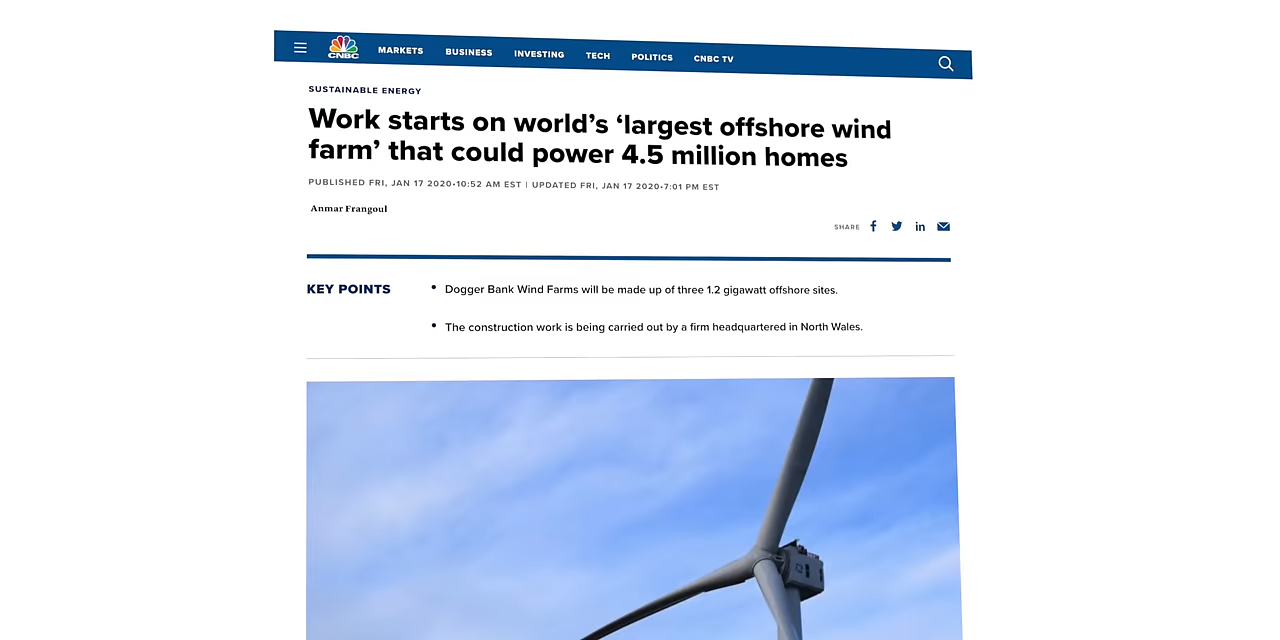 CNBC
MARKETS BUSINESS INVESTING TECH POLITICS CNBC TV
SUSTAINABLE ENERGY
Work starts on world’s ‘largest offshore wind
farm’ that could power 4.5 million homes
PUBLISHED FRI, JAN 17 2020•10:52 AM EST | UPDATED FRI, JAN 17 2020•7:01 PM EST
Anmar Frangoul
SHARE
KEY POINTS
• Dogger Bank Wind Farms will be made up of three 1.2 gigawatt offshore sites.
• The construction work is being carried out by a firm headquartered in North Wales.